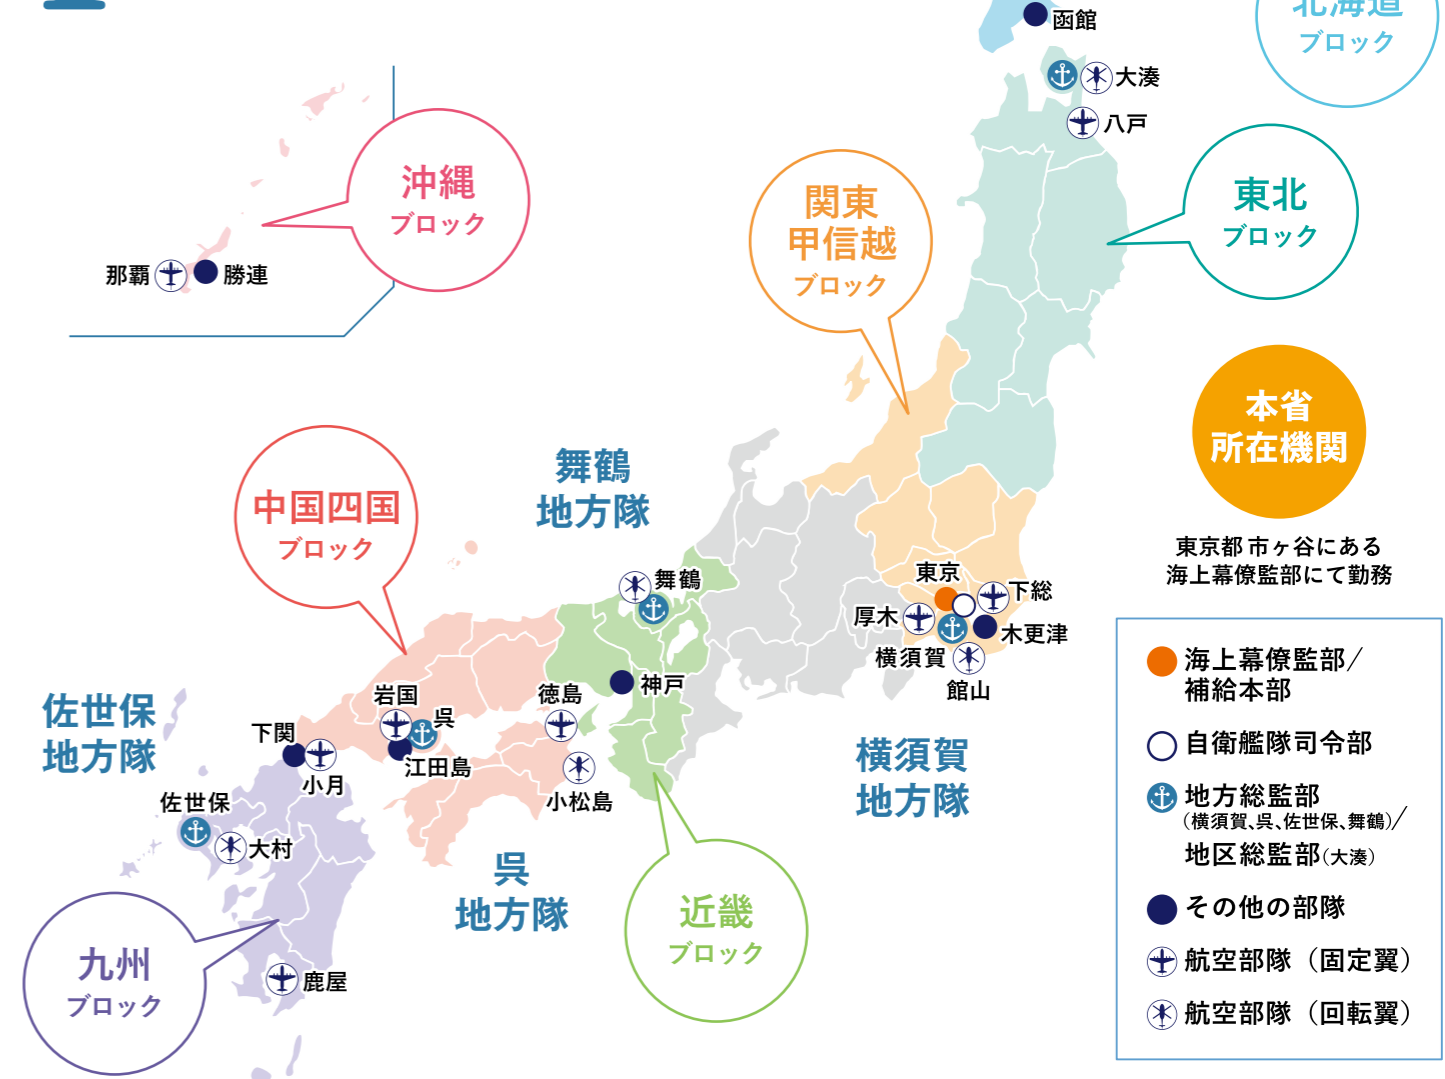 函館
北海道
ブロック
大湊
八戸
沖縄
ブロック
那覇
勝連
関東
甲信越
ブロック
東北
ブロック
本省
所在機関
東京都 市ヶ谷にある
海上幕僚監部にて勤務
舞鶴
地方隊
中国四国
ブロック
舞鶴
東京
下総
厚木
木更津
横須賀
館山
神戸
徳島
岩国
呉
江田島
小松島
下関
小月
佐世保
地方隊
佐世保
大村
横須賀
地方隊
呉
地方隊
近畿
ブロック
九州
ブロック
鹿屋
海上幕僚監部/
補給本部
自衛艦隊司令部
地方総監部
(横須賀、呉、佐世保、舞鶴)/
地区総監部(大湊)
その他の部隊
航空部隊（固定翼）
航空部隊（回転翼）